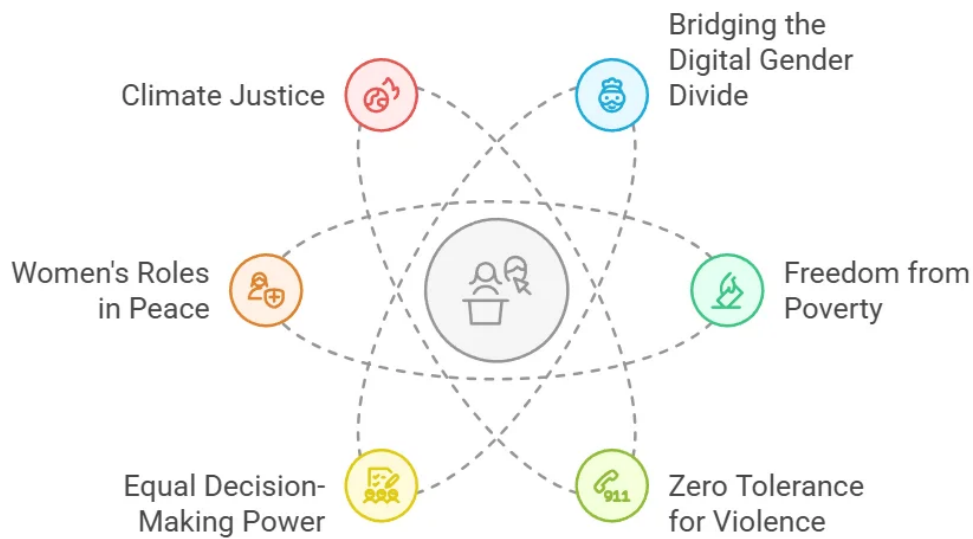 Bridging the
Digital Gender
Divide
Climate Justice
Women's Roles
in Peace
Freedom from
Poverty
Equal Decision-
Making Power
911
Zero Tolerance
for Violence